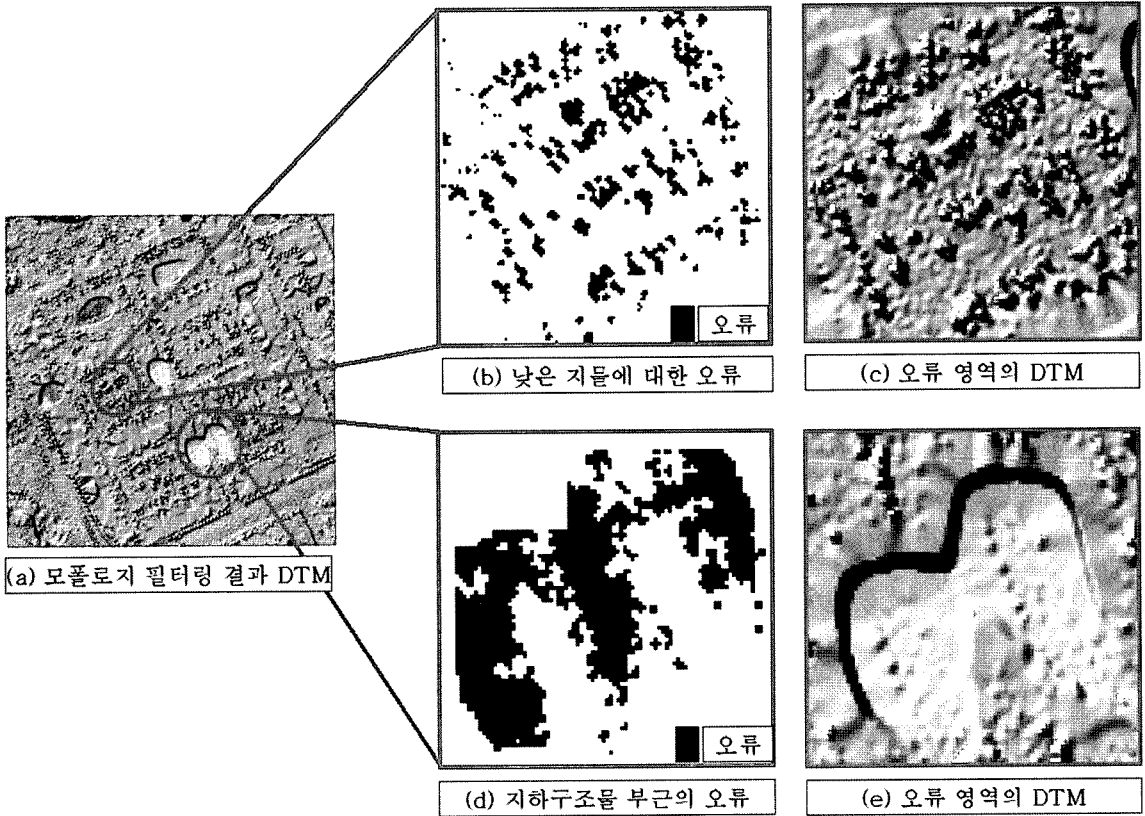 오류
(b) 낮은 지물에 대한 오류
(c) 오류 영역의 DTM
(a) 모폴로지 필터링 결과 DTM
오류
(d) 지하구조물 부근의 오류
(e) 오류 영역의 DTM